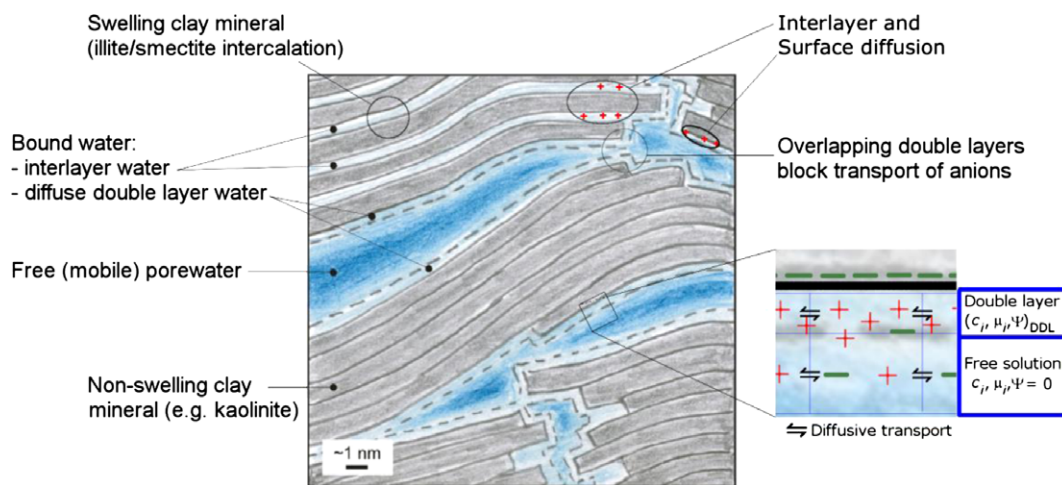 Swelling clay mineral
(illite/smectite intercalation)
Interlayer and
Surface diffusion
Bound water:
- interlayer water
- diffuse double layer water
Overlapping double layers
block transport of anions
Free (mobile) porewater
Double layer
(cᵢ, μᵢ,Ψ)DDL
Free solution
cᵢ, μᵢ,Ψ = 0
Non-swelling clay
mineral (e.g. kaolinite)
⇋ Diffusive transport
~1 nm